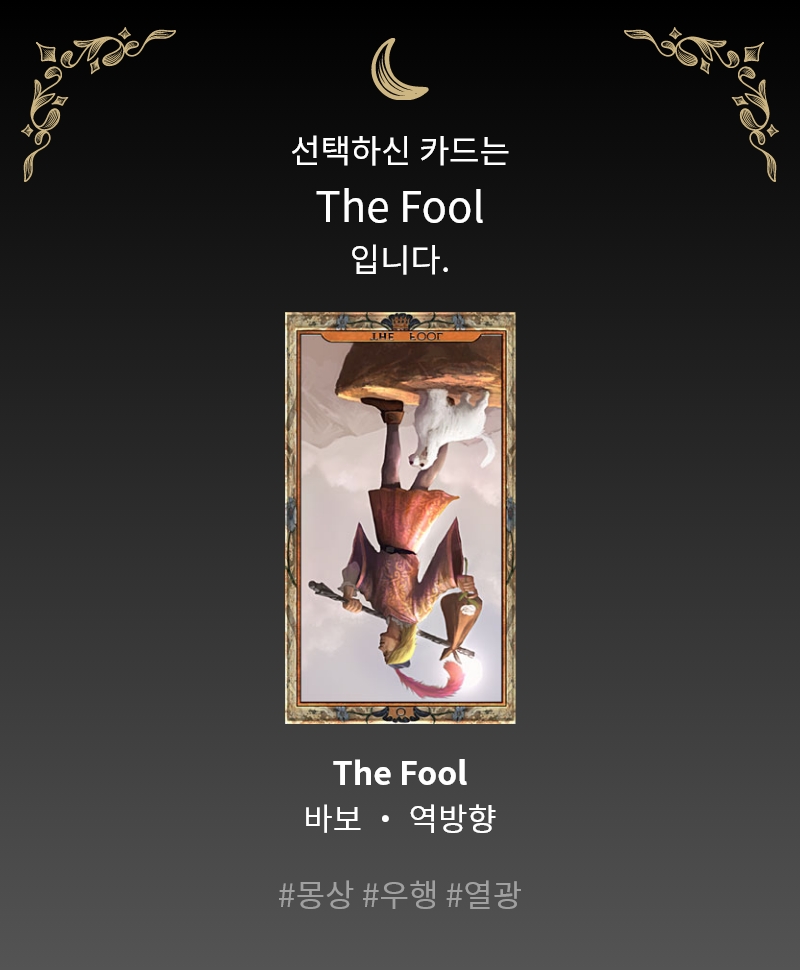 선택하신 카드는
The Fool
입니다.
THE FOOL
0
The Fool
바보 • 역방향
#몽상 #우행 #열광